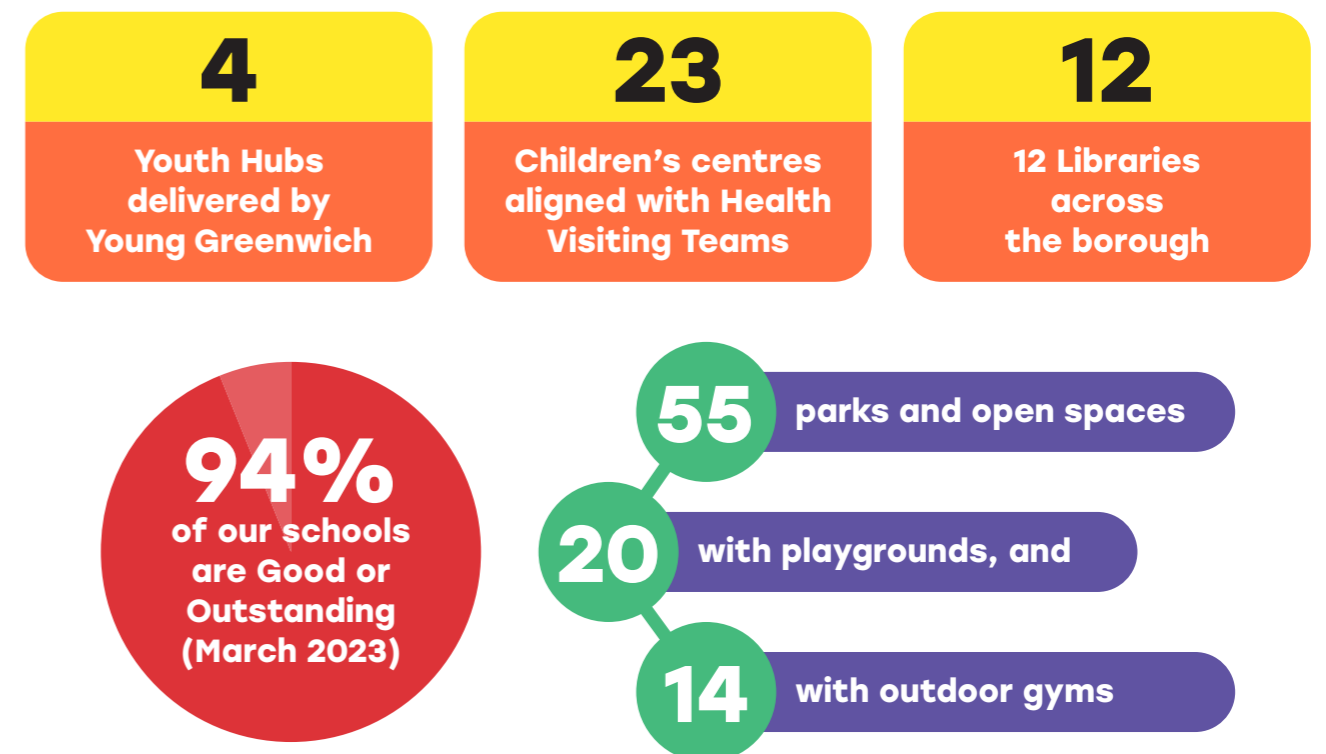 4
Youth Hubs
delivered by
Young Greenwich
23
Children’s centres
aligned with Health
Visiting Teams
12
12 Libraries
across
the borough
94%
of our schools
are Good or
Outstanding
(March 2023)
55 parks and open spaces
20 with playgrounds, and
14 with outdoor gyms